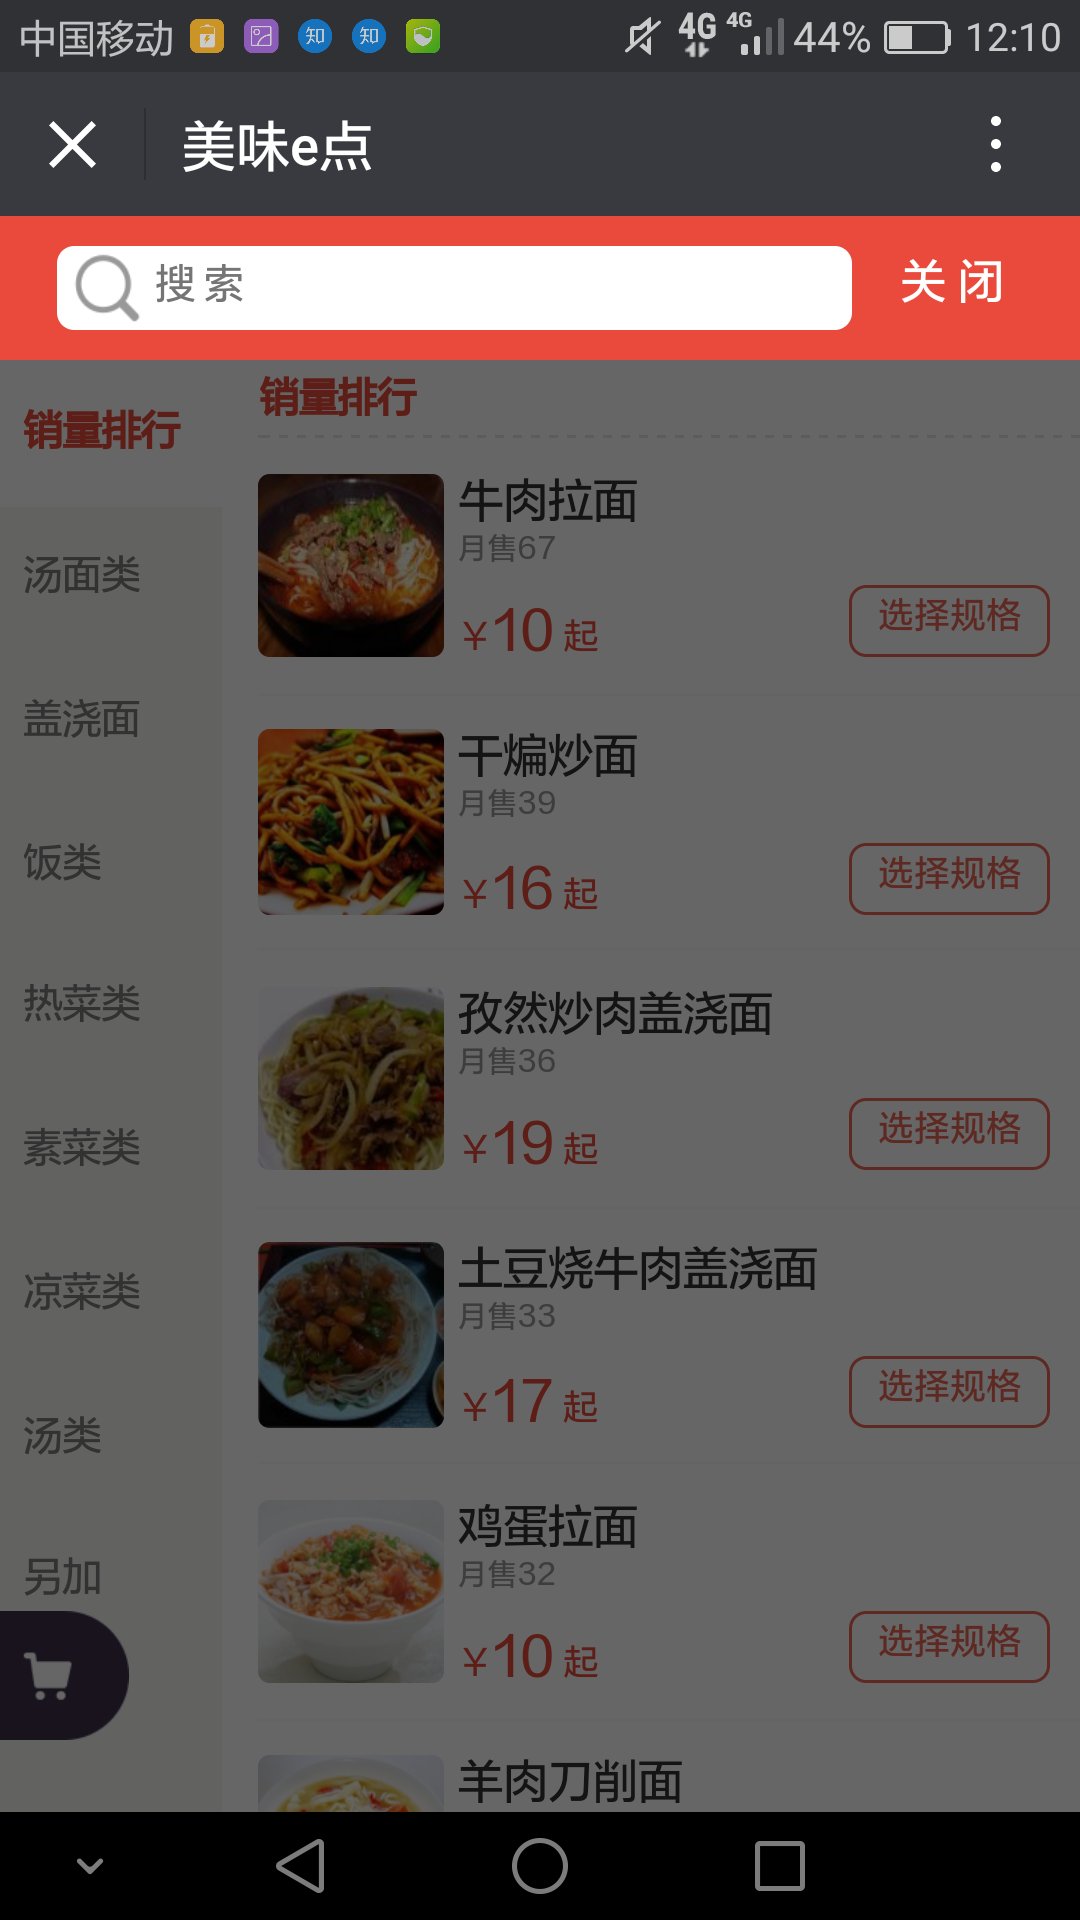 中国移动 知 知 4G 4G 44% 12:10
美味e点
搜索 关闭
销量排行
销量排行
汤面类
盖浇面
饭类
热菜类
素菜类
凉菜类
汤类
另加
牛肉拉面
月售67
¥10 起 选择规格
干煸炒面
月售39
¥16 起 选择规格
孜然炒肉盖浇面
月售36
¥19 起 选择规格
土豆烧牛肉盖浇面
月售33
¥17 起 选择规格
鸡蛋拉面
月售32
¥10 起 选择规格
羊肉刀削面